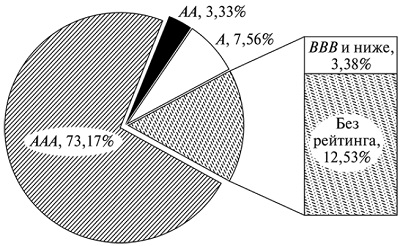 AA, 3,33%
A, 7,56%
BBB и ниже,
3,38%
AAA, 73,17%
Без
рейтинга,
12,53%